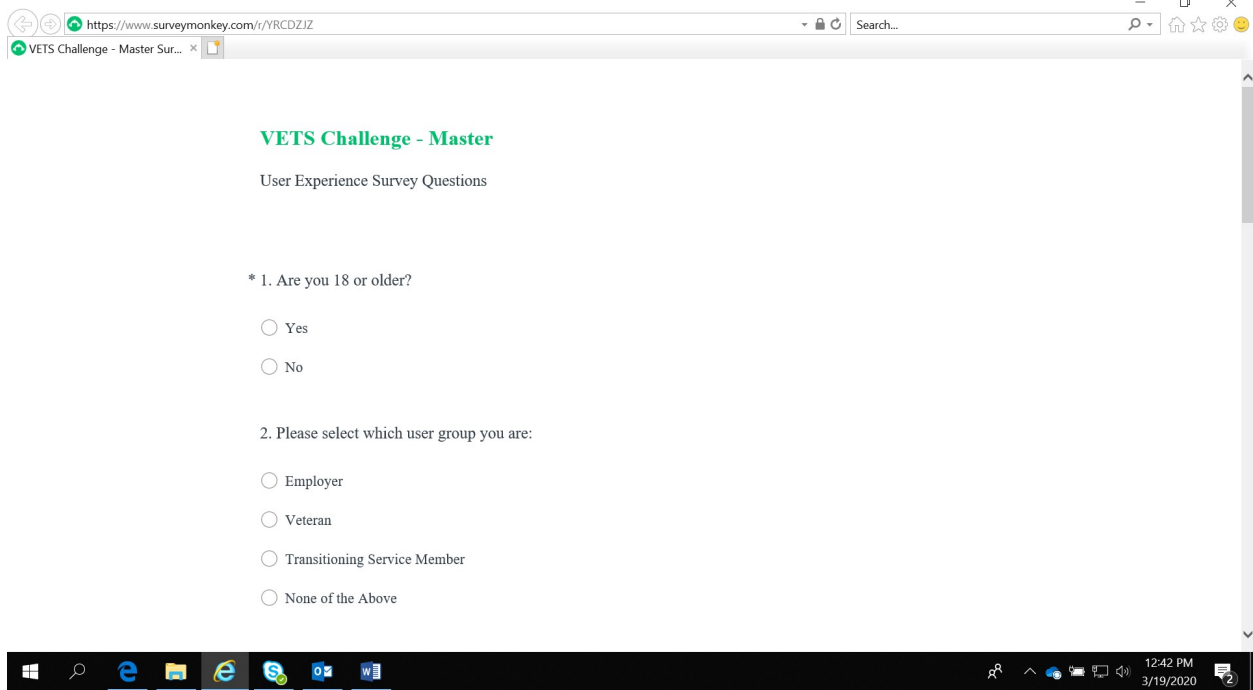 https://www.surveymonkey.com/r/YRCDZJZ
Search...
VETS Challenge - Master Sur...
VETS Challenge - Master
User Experience Survey Questions
* 1. Are you 18 or older?
Yes
No
2. Please select which user group you are:
Employer
Veteran
Transitioning Service Member
None of the Above
12:42 PM
3/19/2020
2